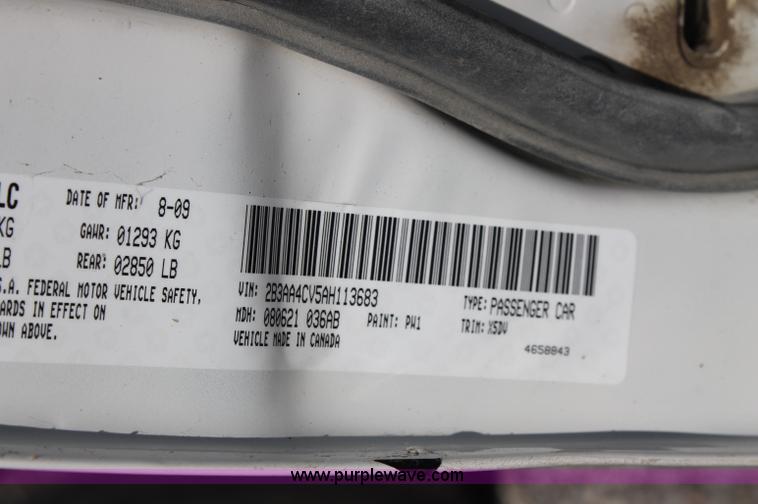 LC DATE OF MFR: 8-09
KG GAWR: 01293 KG
LB REAR: 02850 LB
S.A. FEDERAL MOTOR VEHICLE SAFETY,
ARDS IN EFFECT ON
OWN ABOVE.
VIN: 2B3AA4CV5AH113683 TYPE: PASSENGER CAR
MDH: 080621 036AB PAINT: PW1 TRIM: X5DV
VEHICLE MADE IN CANADA 4658843
www.purplewave.com